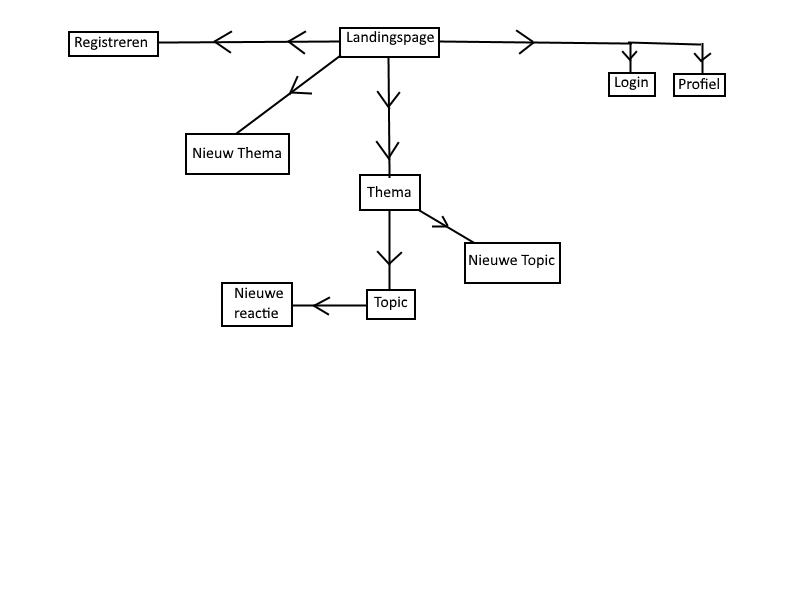 Registreren
Landingspage
Login
Profiel
Nieuw Thema
Thema
Nieuwe Topic
Nieuwe
reactie
Topic